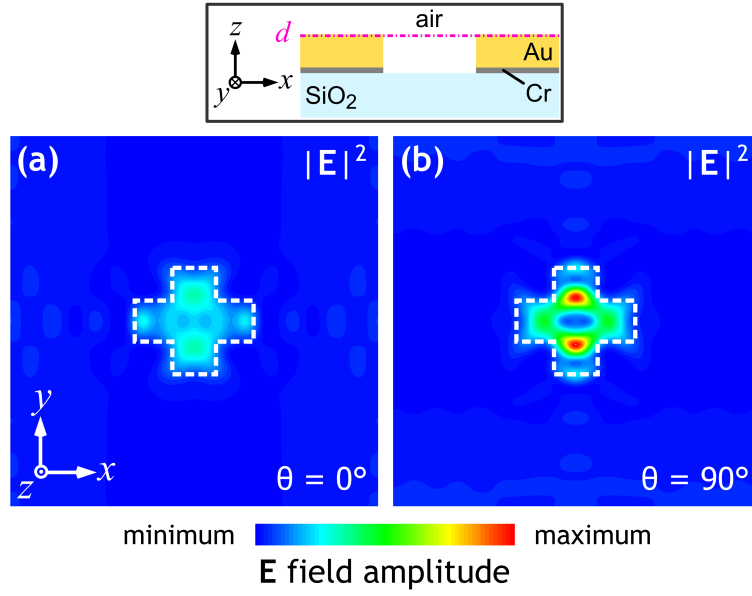 air
d
z
Au
y
x
SiO₂
Cr
(a)
|E|²
(b)
|E|²
y
z
x
θ = 0°
θ = 90°
minimum
maximum
E field amplitude